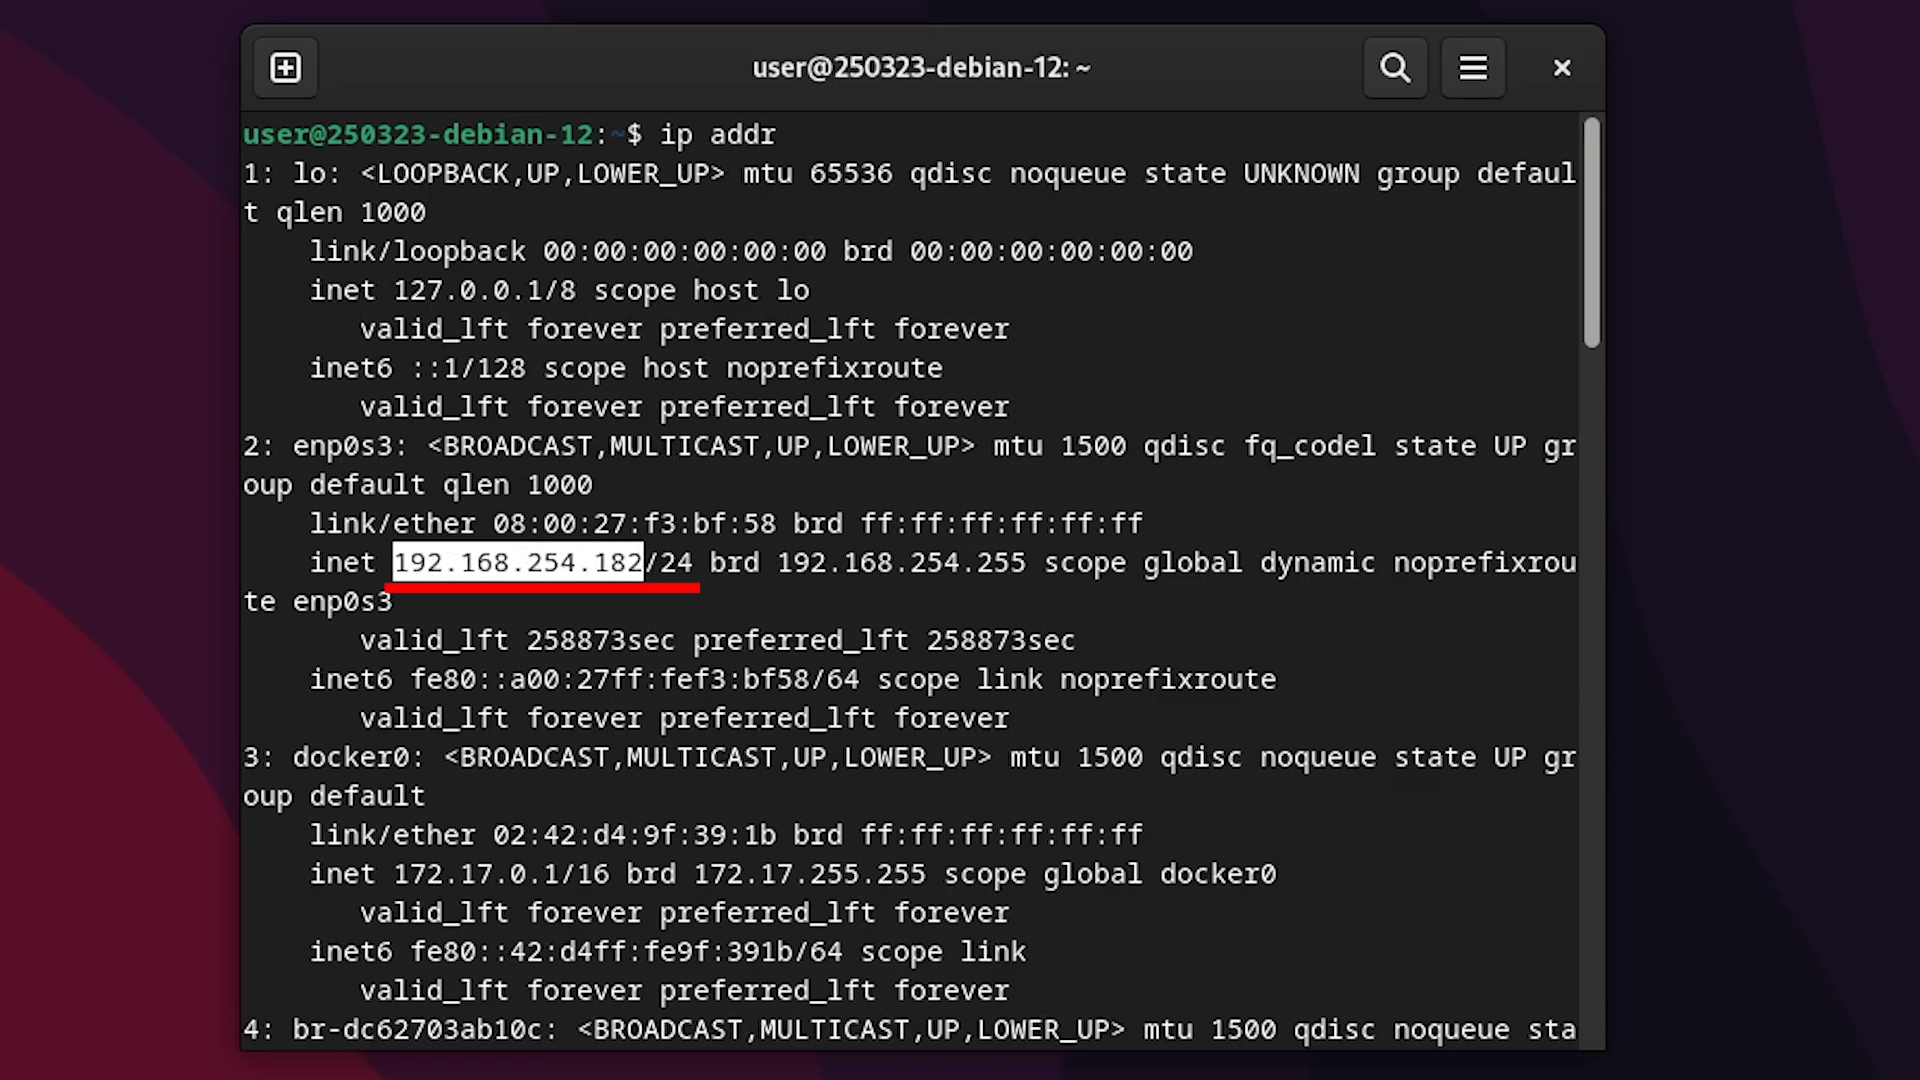 user@250323-debian-12: ~
user@250323-debian-12:~$ ip addr
1: lo: <LOOPBACK,UP,LOWER_UP> mtu 65536 qdisc noqueue state UNKNOWN group defaul
t qlen 1000
    link/loopback 00:00:00:00:00:00 brd 00:00:00:00:00:00
    inet 127.0.0.1/8 scope host lo
       valid_lft forever preferred_lft forever
    inet6 ::1/128 scope host noprefixroute
       valid_lft forever preferred_lft forever
2: enp0s3: <BROADCAST,MULTICAST,UP,LOWER_UP> mtu 1500 qdisc fq_codel state UP gr
oup default qlen 1000
    link/ether 08:00:27:f3:bf:58 brd ff:ff:ff:ff:ff:ff
    inet 192.168.254.182/24 brd 192.168.254.255 scope global dynamic noprefixrou
te enp0s3
       valid_lft 258873sec preferred_lft 258873sec
    inet6 fe80::a00:27ff:fef3:bf58/64 scope link noprefixroute
       valid_lft forever preferred_lft forever
3: docker0: <BROADCAST,MULTICAST,UP,LOWER_UP> mtu 1500 qdisc noqueue state UP gr
oup default
    link/ether 02:42:d4:9f:39:1b brd ff:ff:ff:ff:ff:ff
    inet 172.17.0.1/16 brd 172.17.255.255 scope global docker0
       valid_lft forever preferred_lft forever
    inet6 fe80::42:d4ff:fe9f:391b/64 scope link
       valid_lft forever preferred_lft forever
4: br-dc62703ab10c: <BROADCAST,MULTICAST,UP,LOWER_UP> mtu 1500 qdisc noqueue sta